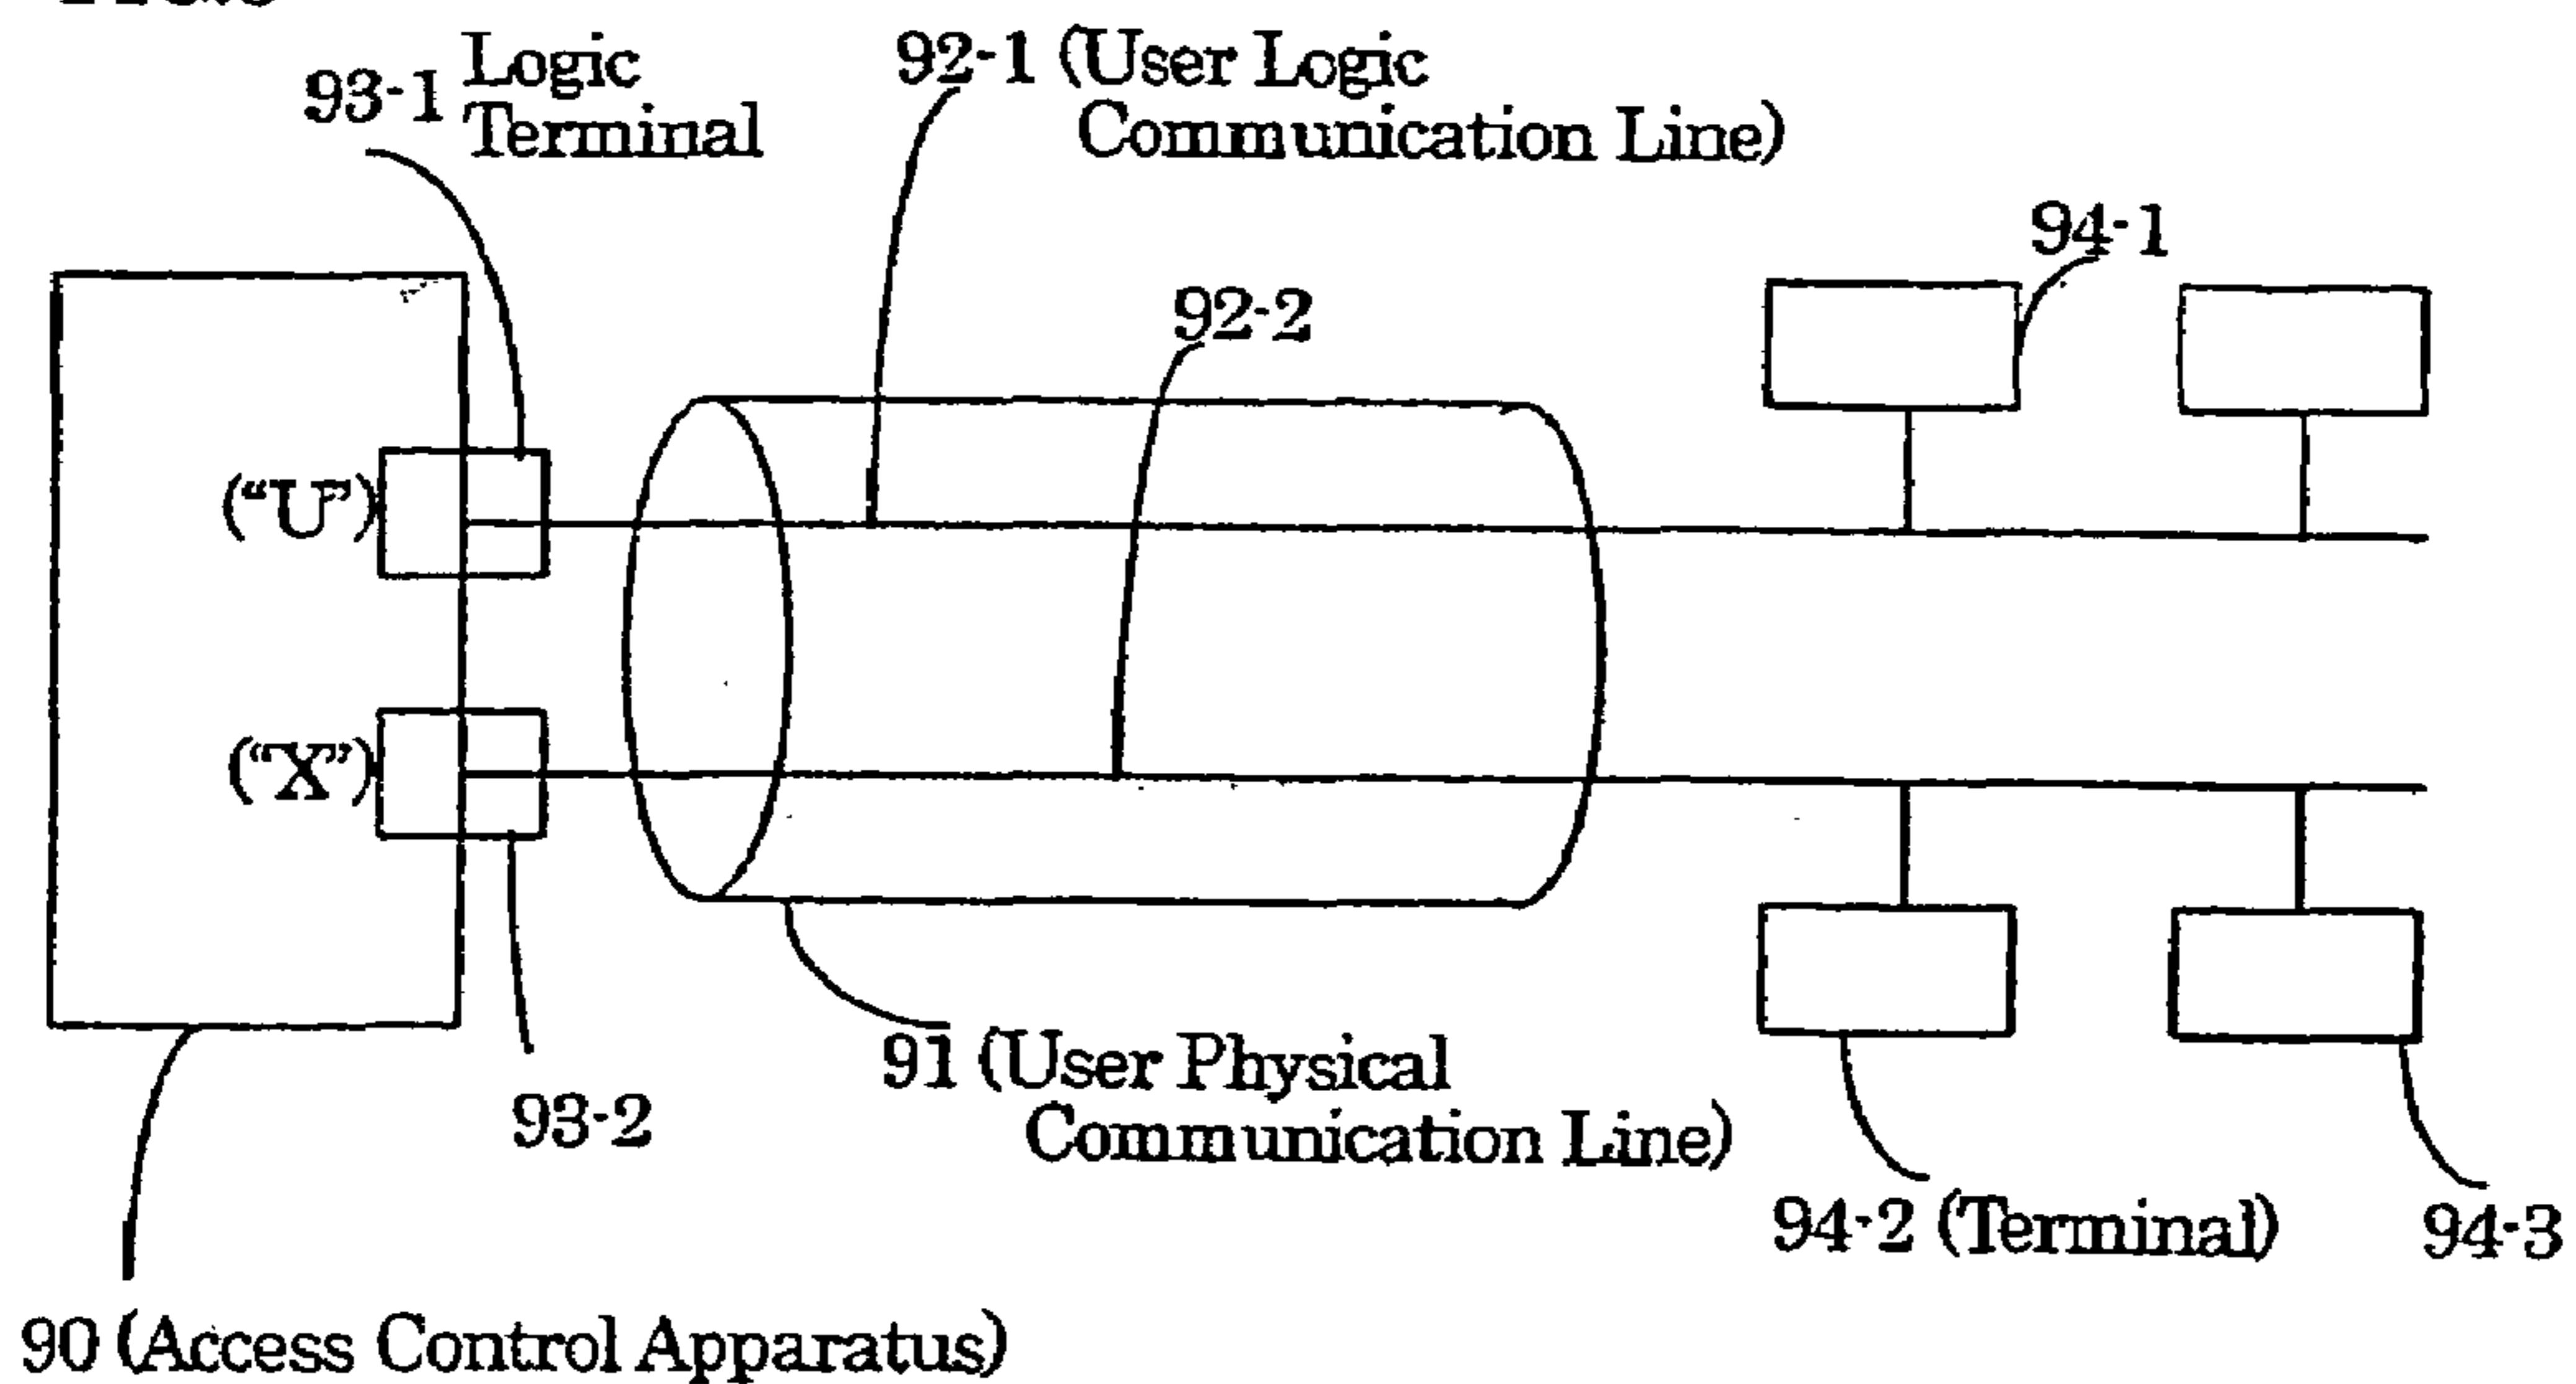 93-1 Logic
Terminal
92-1 (User Logic
Communication Line)
94-1
92-2
("U")
("X")
91 (User Physical
Communication Line)
93-2
94-2 (Terminal)
94-3
90 (Access Control Apparatus)